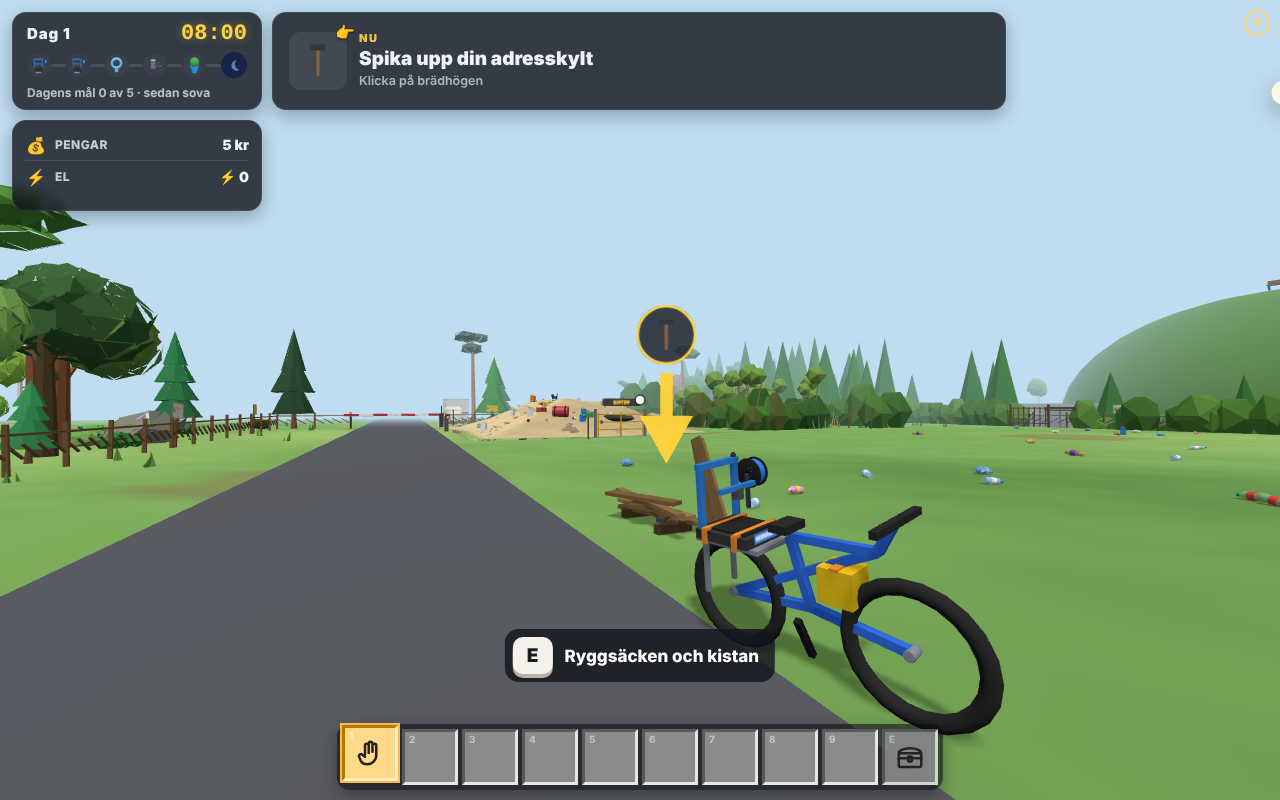 Dag 1
08:00
Dagens mål 0 av 5 · sedan sova
NU
Spika upp din adresskylt
Klicka på brädhögen
PENGAR
5 kr
EL
0
E
Ryggsäcken och kistan
1
2
3
4
5
6
7
8
9
E